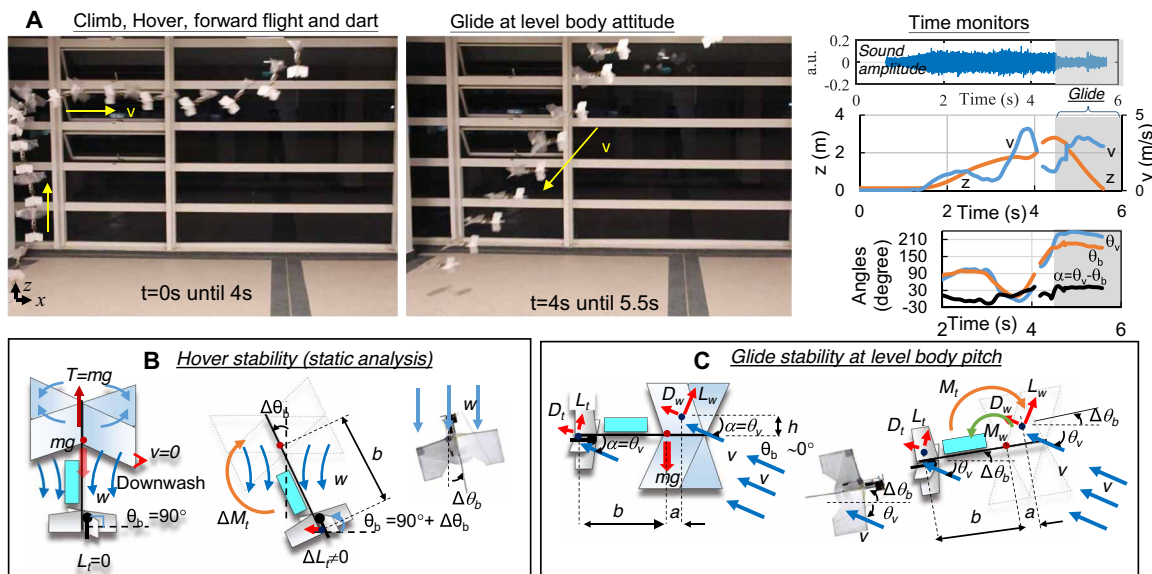 A
Climb, Hover, forward flight and dart
v
z
x
t=0s until 4s
Glide at level body attitude
v
t=4s until 5.5s
Time monitors
a.u.
0.2
0
-0.2
Sound
amplitude
0
2
4
6
Time (s)
Glide
z (m)
4
2
0
v
z
v
z
5
0
v (m/s)
0
2
4
6
Time (s)
Angles
(degree)
210
150
90
30
-30
θv
θb
α=θv-θb
2
4
6
Time (s)
B
Hover stability (static analysis)
T=mg
mg
v=0
w
Downwash
θb =90°
Lt=0
Δθb
w
b
ΔMt
θb =90°+ Δθb
ΔLt≠0
w
Δθb
C
Glide stability at level body pitch
Dt
Lt
Dw
Lw
α=θv
α=θv
h
θb ~0°
mg
v
v
b
a
Mt
Dt
Lt
Dw
Lw
Mw
Δθb
θv
θv
Δθb
v
v
b
a
Δθb
θv
v